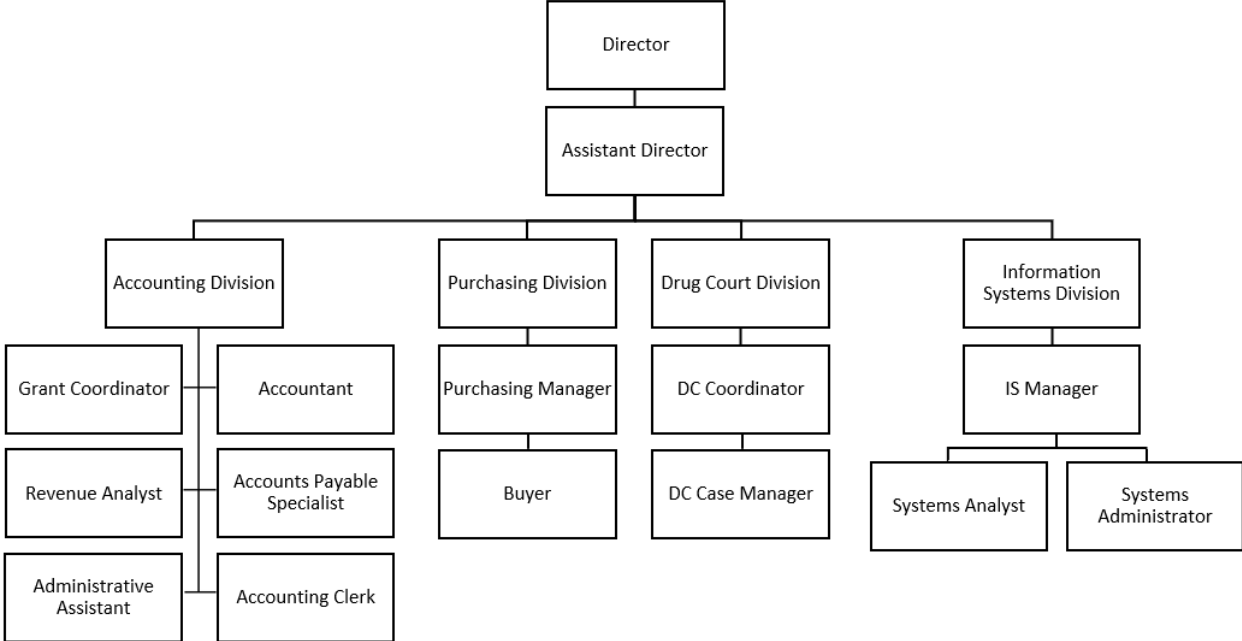 Director
Assistant Director
Accounting Division
Purchasing Division
Drug Court Division
Information
Systems Division
Grant Coordinator
Accountant
Purchasing Manager
DC Coordinator
IS Manager
Revenue Analyst
Accounts Payable
Specialist
Buyer
DC Case Manager
Systems Analyst
Systems
Administrator
Administrative
Assistant
Accounting Clerk